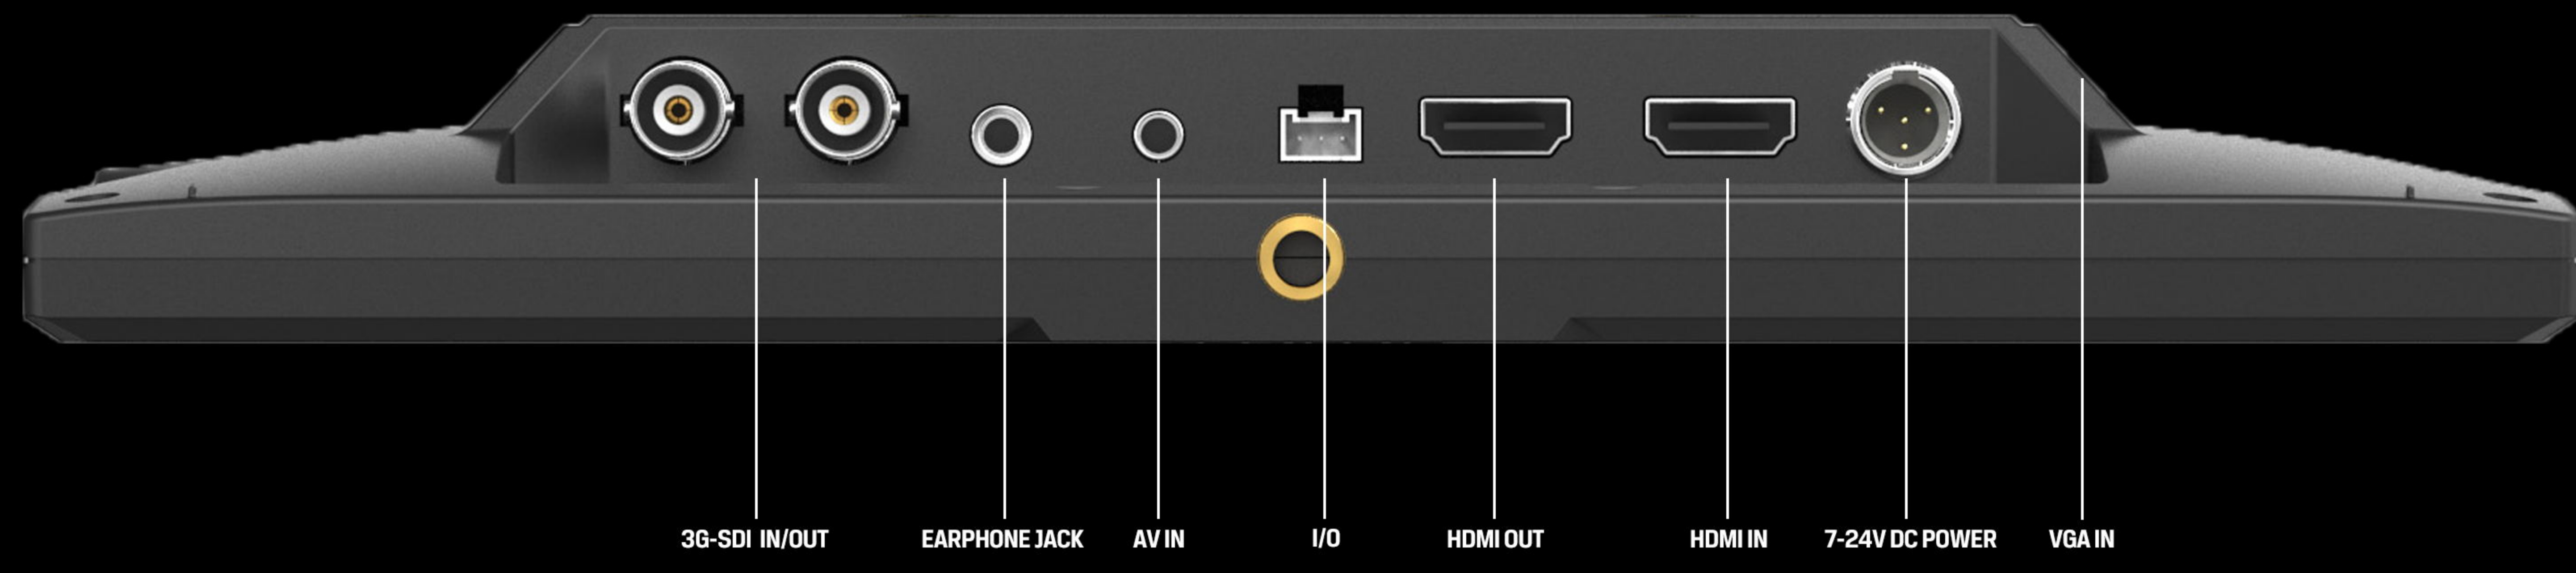 3G-SDI IN/OUT
EARPHONE JACK
AV IN
I/O
HDMI OUT
HDMI IN
7-24V DC POWER
VGA IN